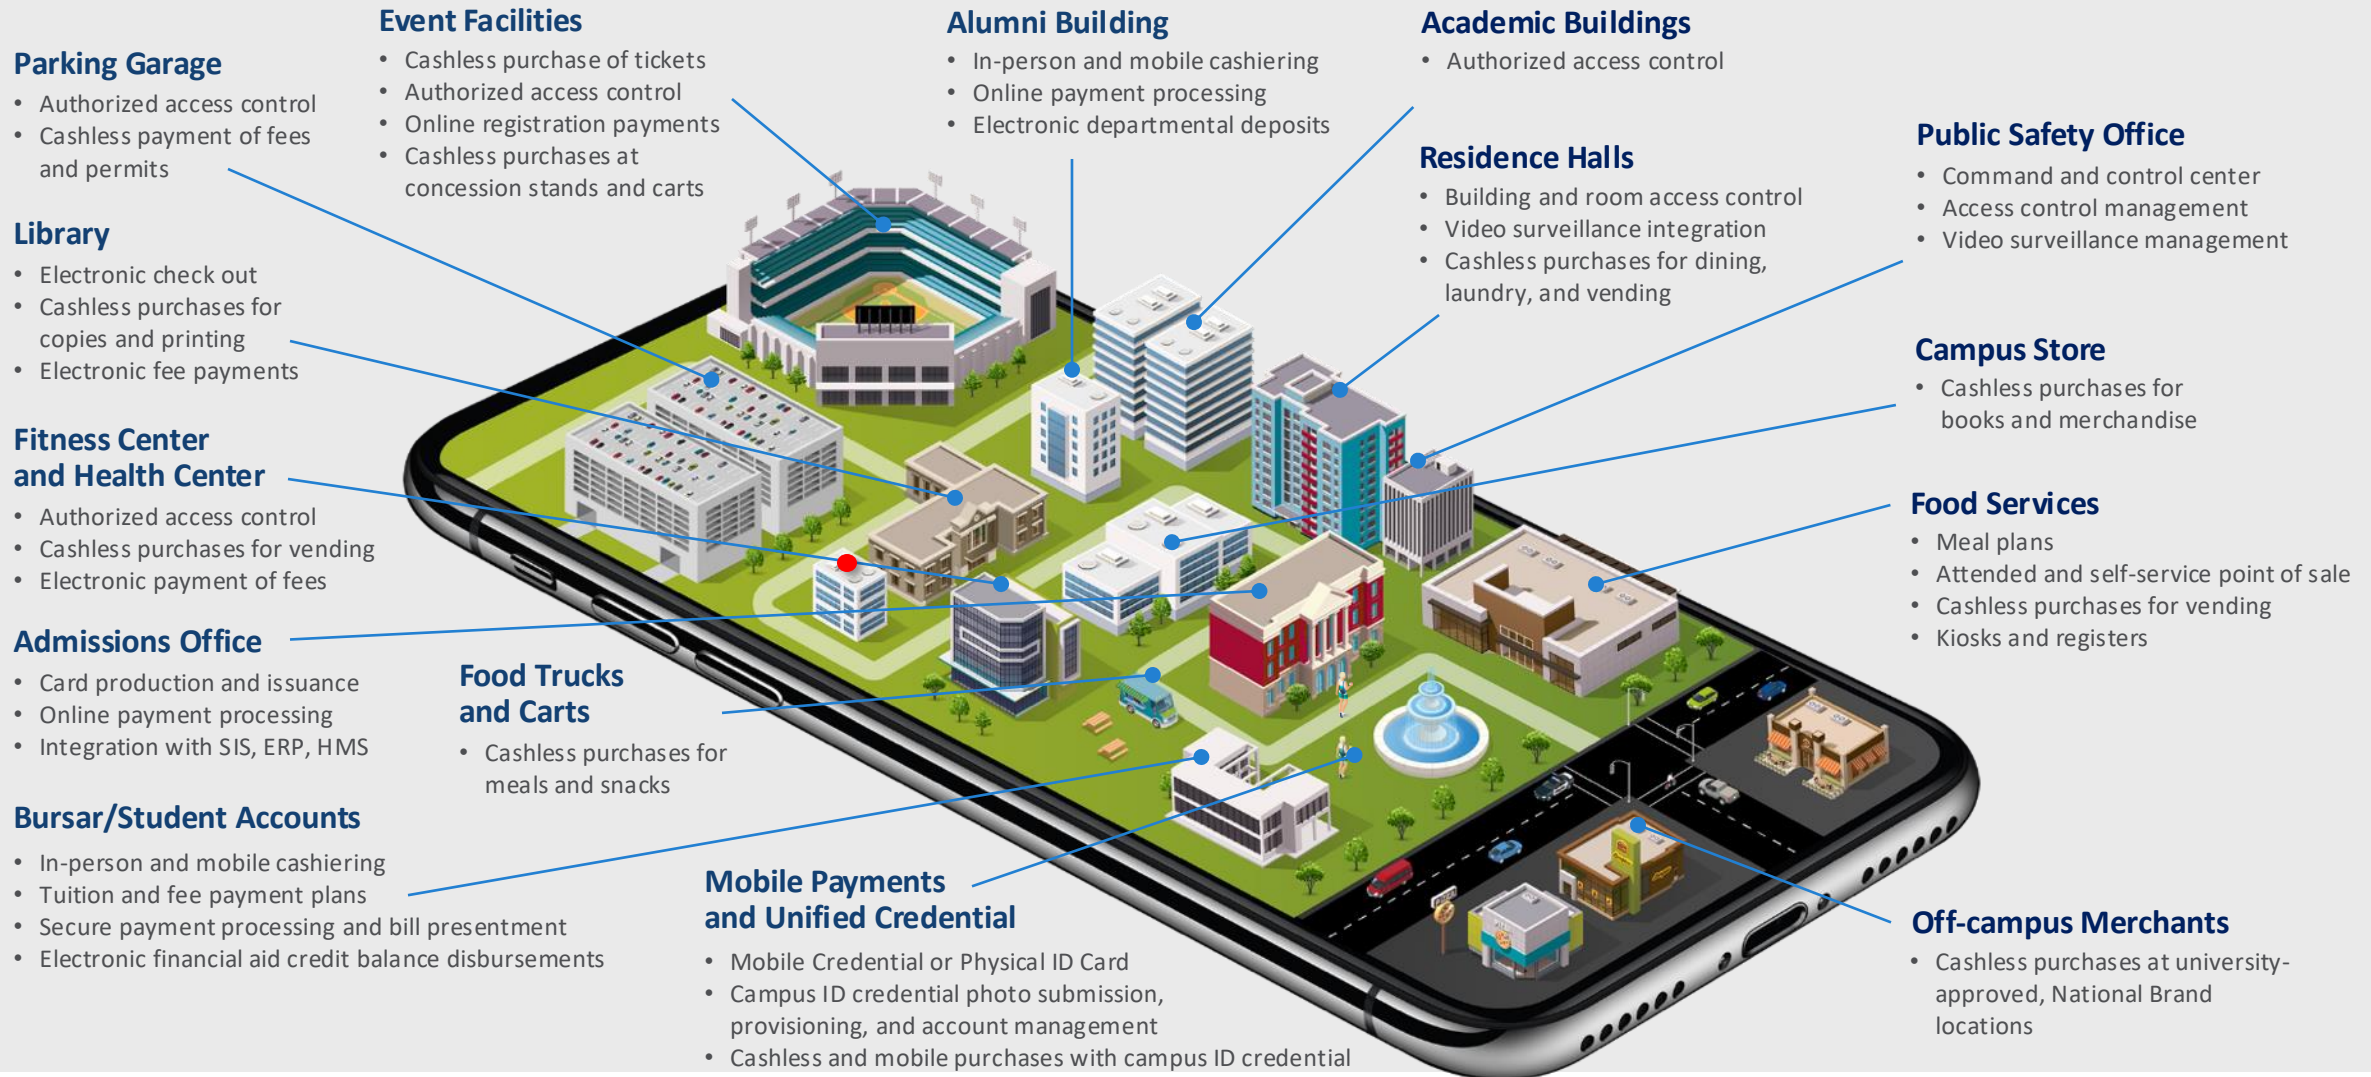 Parking Garage
• Authorized access control
• Cashless payment of fees
and permits
Library
• Electronic check out
• Cashless purchases for
copies and printing
• Electronic fee payments
Fitness Center
and Health Center
• Authorized access control
• Cashless purchases for vending
• Electronic payment of fees
Admissions Office
• Card production and issuance
• Online payment processing
• Integration with SIS, ERP, HMS
Bursar/Student Accounts
• In-person and mobile cashiering
• Tuition and fee payment plans
• Secure payment processing and bill presentment
• Electronic financial aid credit balance disbursements
Event Facilities
• Cashless purchase of tickets
• Authorized access control
• Online registration payments
• Cashless purchases at
concession stands and carts
Food Trucks
and Carts
• Cashless purchases for
meals and snacks
Mobile Payments
and Unified Credential
• Mobile Credential or Physical ID Card
• Campus ID credential photo submission,
provisioning, and account management
• Cashless and mobile purchases with campus ID credential
Alumni Building
• In-person and mobile cashiering
• Online payment processing
• Electronic departmental deposits
Academic Buildings
• Authorized access control
Residence Halls
• Building and room access control
• Video surveillance integration
• Cashless purchases for dining,
laundry, and vending
Public Safety Office
• Command and control center
• Access control management
• Video surveillance management
Campus Store
• Cashless purchases for
books and merchandise
Food Services
• Meal plans
• Attended and self-service point of sale
• Cashless purchases for vending
• Kiosks and registers
Off-campus Merchants
• Cashless purchases at university-
approved, National Brand
locations